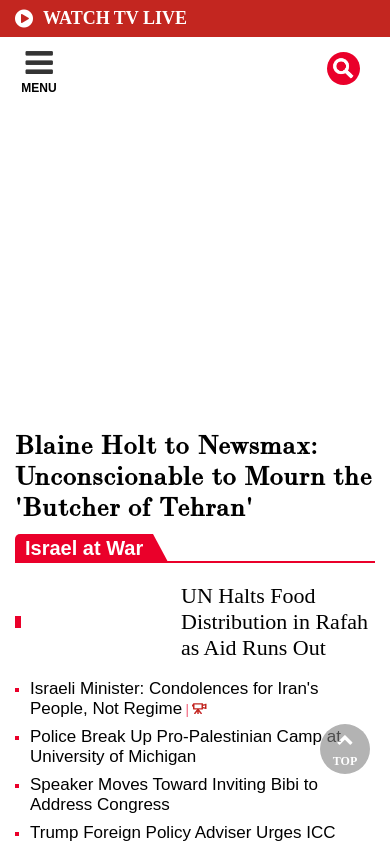 WATCH TV LIVE
MENU
Blaine Holt to Newsmax:
Unconscionable to Mourn the
'Butcher of Tehran'
Israel at War
UN Halts Food
Distribution in Rafah
as Aid Runs Out
Israeli Minister: Condolences for Iran's
People, Not Regime |
Police Break Up Pro-Palestinian Camp at
University of Michigan
TOP
Speaker Moves Toward Inviting Bibi to
Address Congress
Trump Foreign Policy Adviser Urges ICC